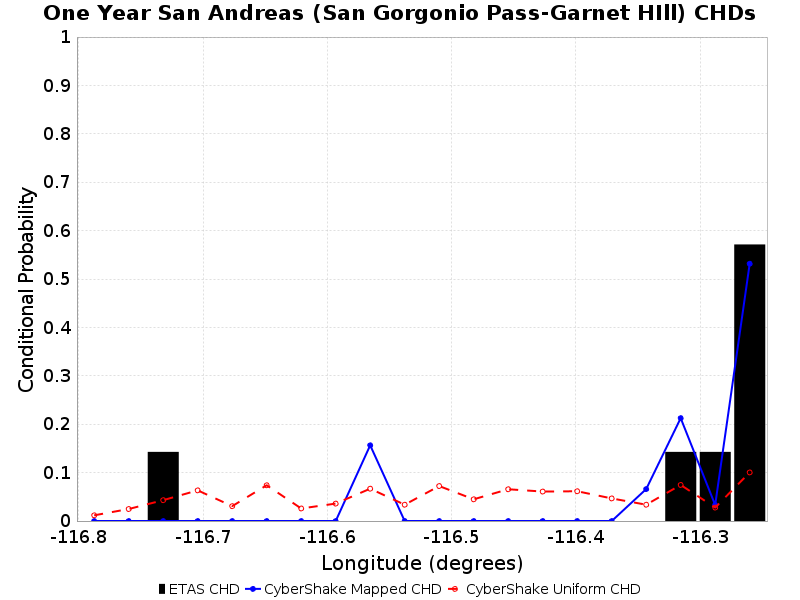 One Year San Andreas (San Gorgonio Pass-Garnet HIll) CHDs
1
0.9
0.8
0.7
0.6
0.5
0.4
0.3
0.2
0.1
0
Conditional Probability
-116.8 -116.7 -116.6 -116.5 -116.4 -116.3
Longitude (degrees)
ETAS CHD CyberShake Mapped CHD CyberShake Uniform CHD